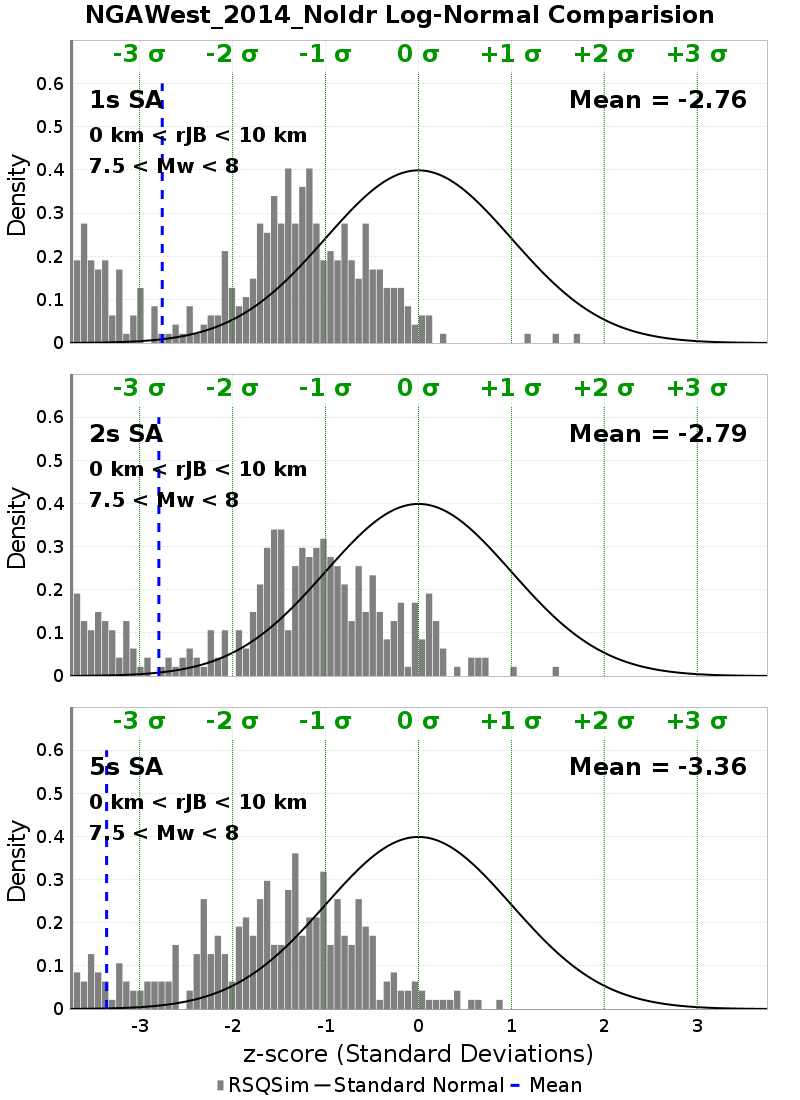 NGAWest_2014_NoIdr Log-Normal Comparision
-3 σ -2 σ -1 σ 0 σ +1 σ +2 σ +3 σ
1s SA Mean = -2.76
0 km < rJB < 10 km
7.5 < Mw < 8
Density
0.6
0.5
0.4
0.3
0.2
0.1
0
-3 σ -2 σ -1 σ 0 σ +1 σ +2 σ +3 σ
2s SA Mean = -2.79
0 km < rJB < 10 km
7.5 < Mw < 8
Density
0.6
0.5
0.4
0.3
0.2
0.1
0
-3 σ -2 σ -1 σ 0 σ +1 σ +2 σ +3 σ
5s SA Mean = -3.36
0 km < rJB < 10 km
7.5 < Mw < 8
Density
0.6
0.5
0.4
0.3
0.2
0.1
0
-3 -2 -1 0 1 2 3
z-score (Standard Deviations)
RSQSim Standard Normal Mean